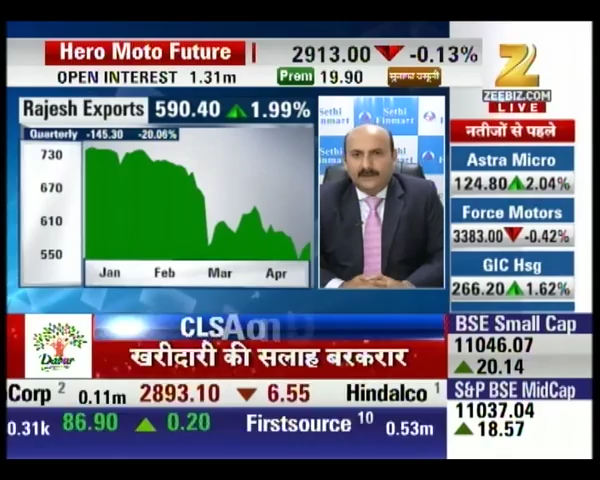 Hero Moto Future 2913.00 -0.13%
OPEN INTEREST 1.31m Prem 19.90 मुनाफा वसूली
ZEEBIZ.COM
LIVE
Rajesh Exports 590.40 1.99%
Quarterly -145.30 -20.06%
730
670
610
550
Jan Feb Mar Apr
Sethi
Finmart
नतीजों से पहले
Astra Micro
124.80 2.04%
Force Motors
3383.00 -0.42%
GIC Hsg
266.20 1.62%
Dabur
CLSA
खरीदारी की सलाह बरकरार
BSE Small Cap
11046.07
20.14
S&P BSE MidCap
11037.04
18.57
Corp 2 0.11m 2893.10 6.55 Hindalco 1
0.31k 86.90 0.20 Firstsource 10 0.53m